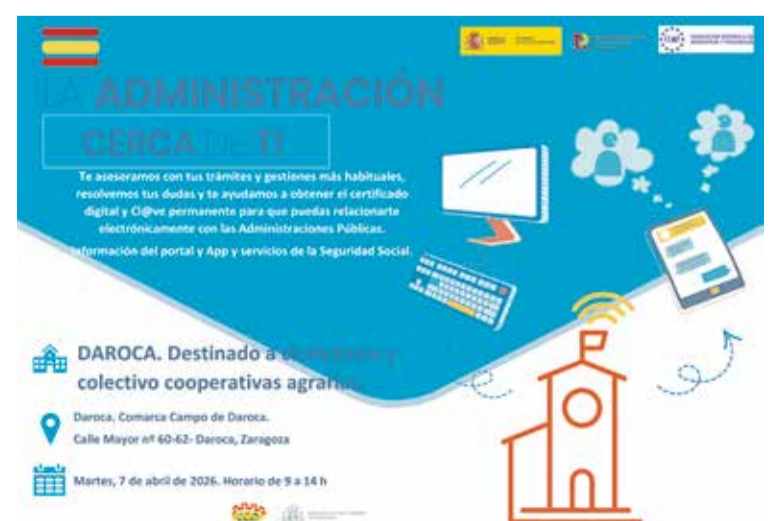 LA ADMINISTRACIÓN
CERCA DE TI
Te asesoramos con tus trámites y gestiones más habituales,
resolvemos tus dudas y te ayudamos a obtener el certificado
digital y Cl@ve permanente para que puedas relacionarte
electrónicamente con las Administraciones Públicas.
Información del portal y App y servicios de la Seguridad Social.
DAROCA. Destinado a
colectivo cooperativas agrarias.
Daroca, Comarca Campo de Daroca.
Calle Mayor nº 60-62- Daroca, Zaragoza
Martes, 7 de abril de 2026. Horario de 9 a 14 h